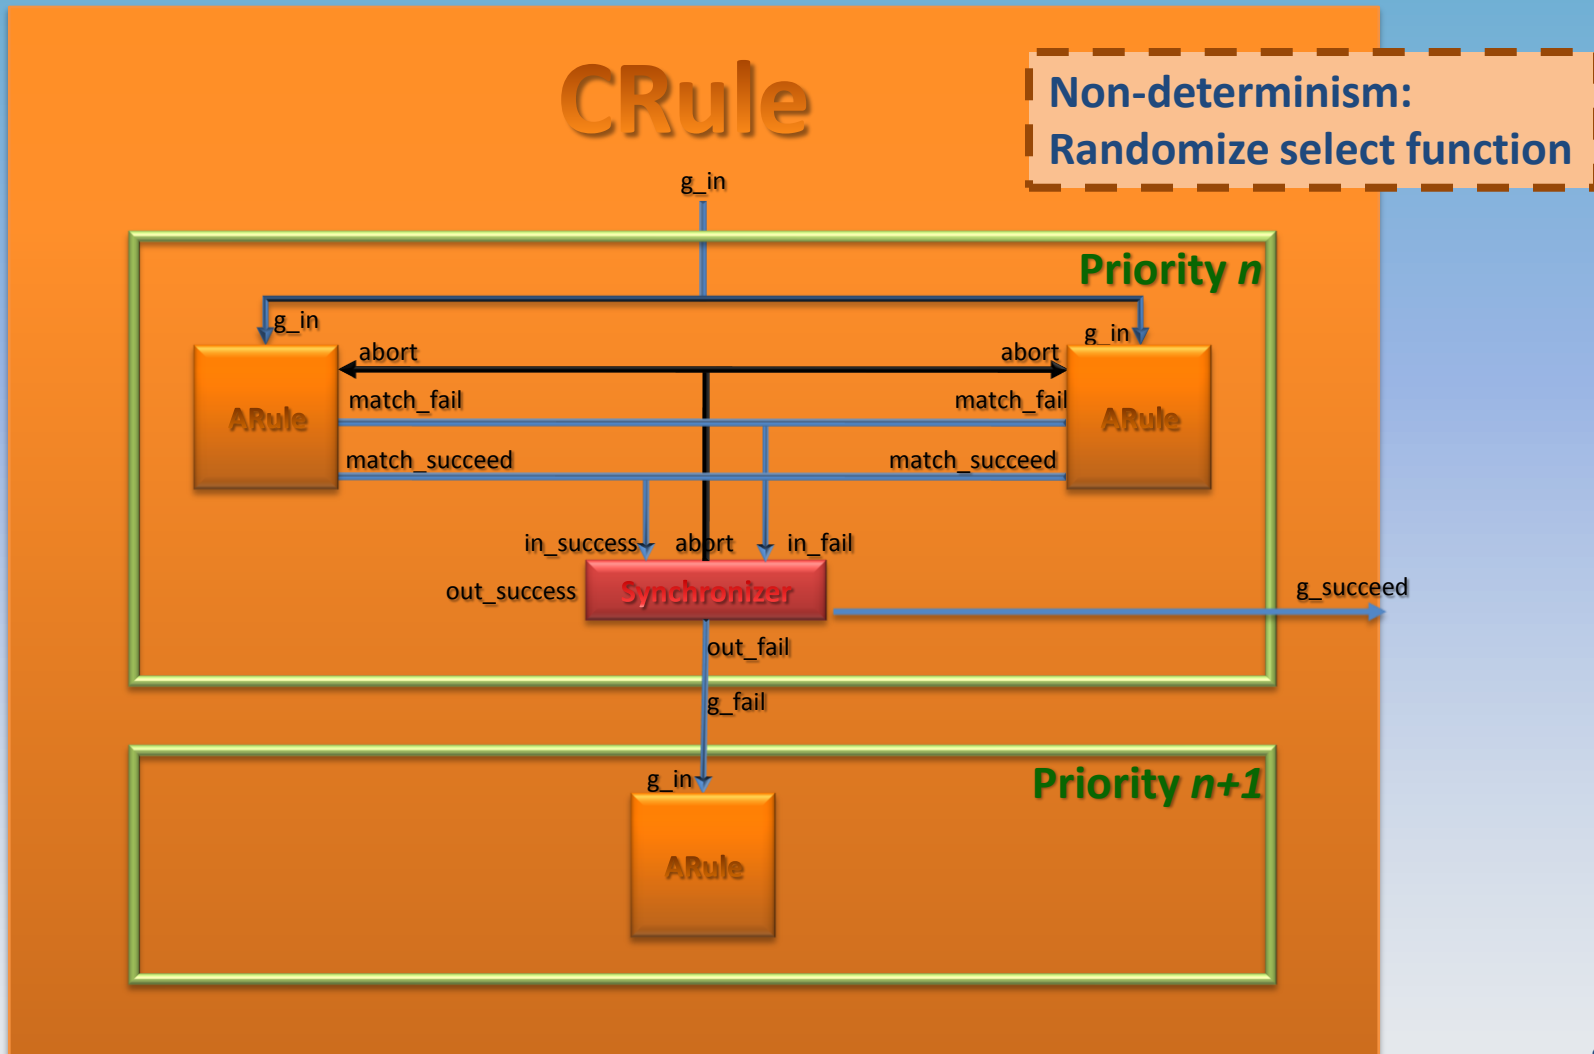 CRule
Non-determinism:
Randomize select function
g_in
Priority n
g_in
g_in
abort
abort
match_fail
match_fail
ARule
ARule
match_succeed
match_succeed
in_success
abort
in_fail
out_success
Synchronizer
g_succeed
out_fail
g_fail
Priority n+1
g_in
ARule